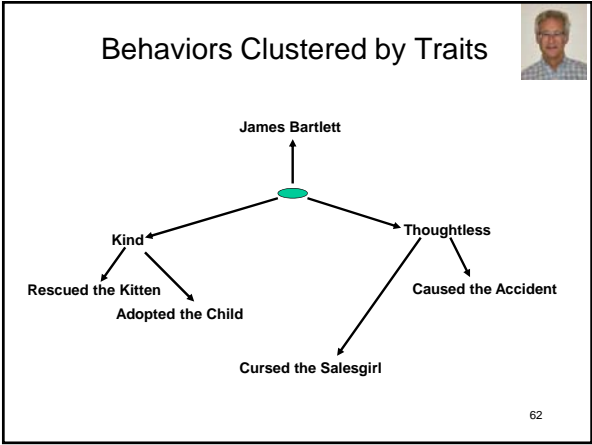 Behaviors Clustered by Traits
James Bartlett
Kind
Thoughtless
Rescued the Kitten
Caused the Accident
Adopted the Child
Cursed the Salesgirl
62